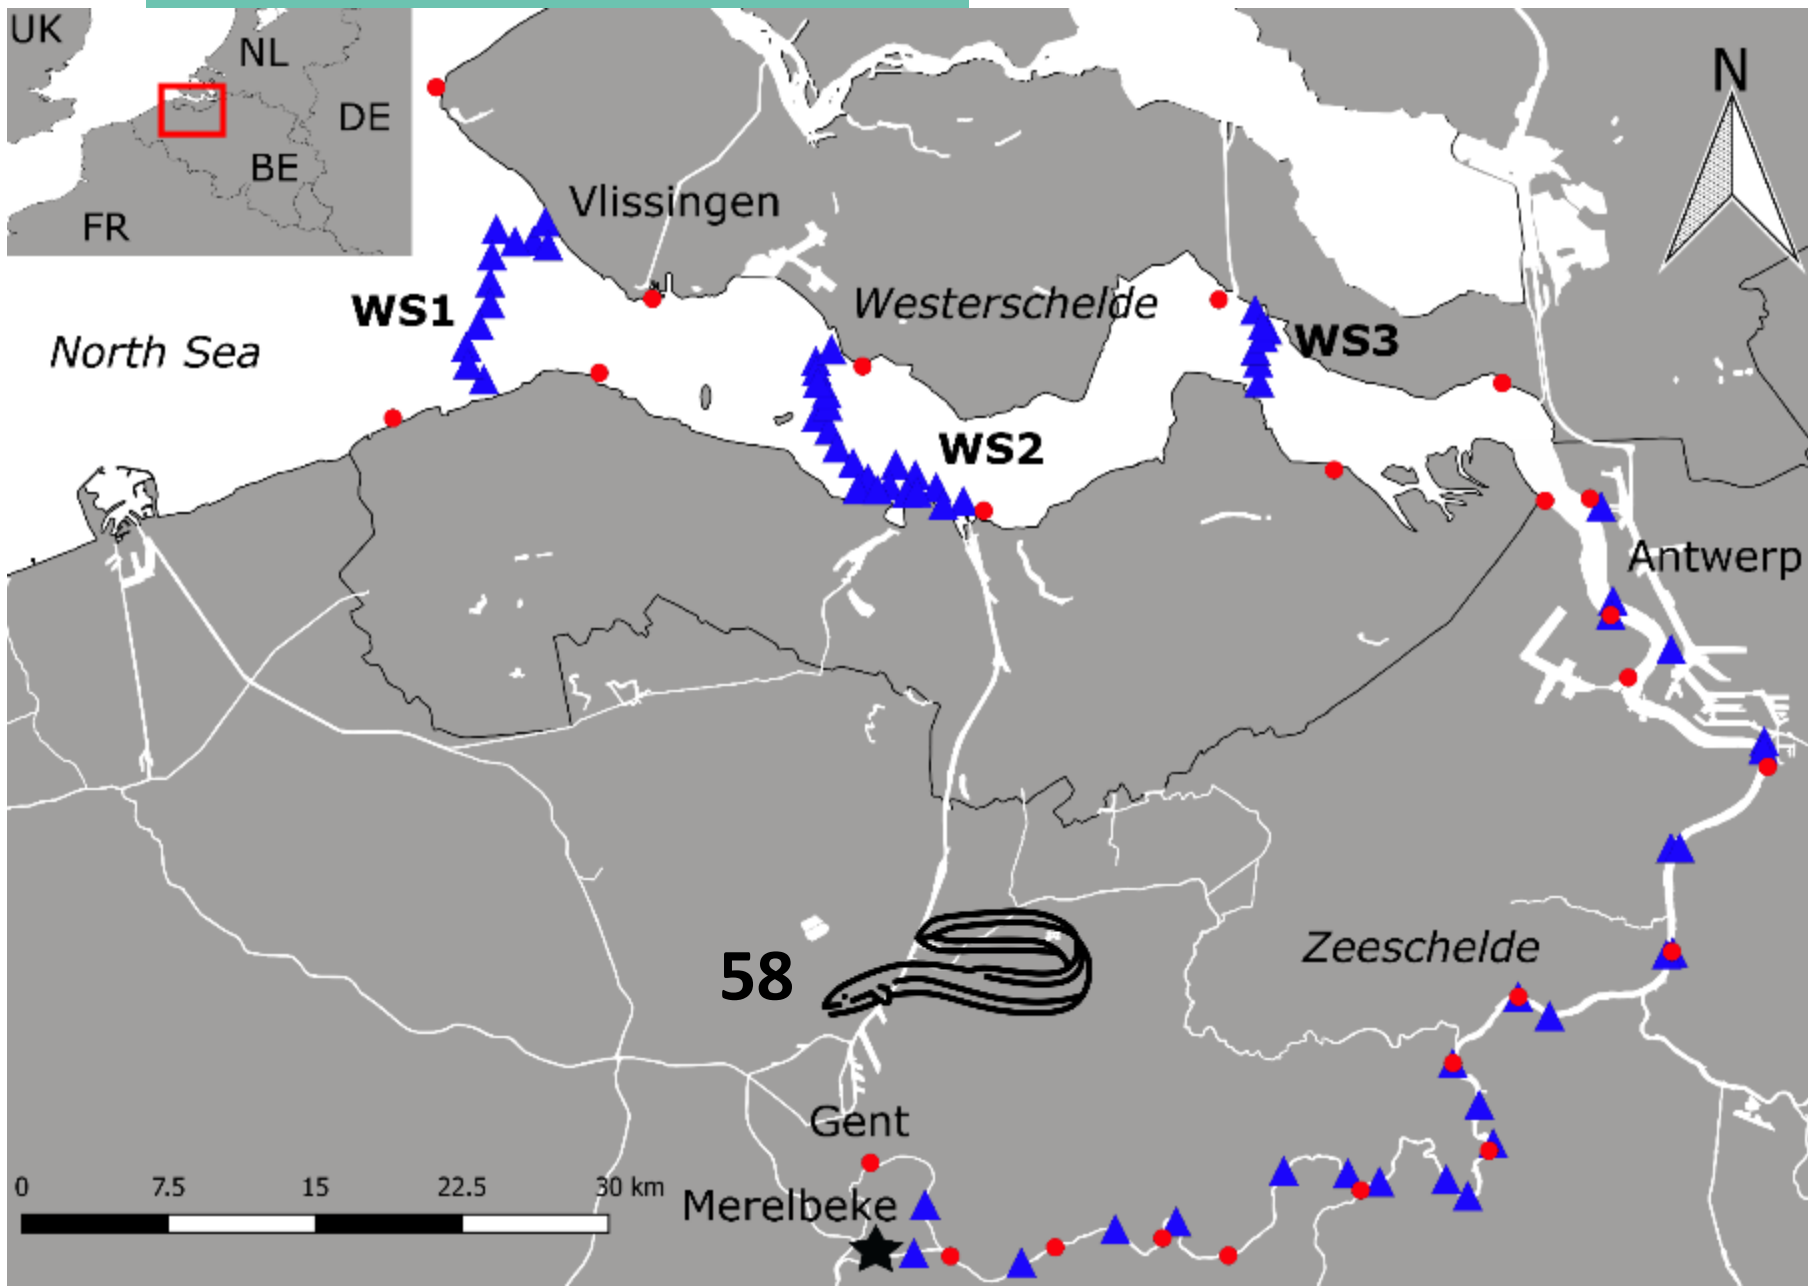 UK
NL
DE
BE
FR
N
Vlissingen
WS1
Westerschelde
WS3
North Sea
WS2
Antwerp
Zeeschelde
58
Gent
0 7.5 15 22.5 30 km
Merelbeke